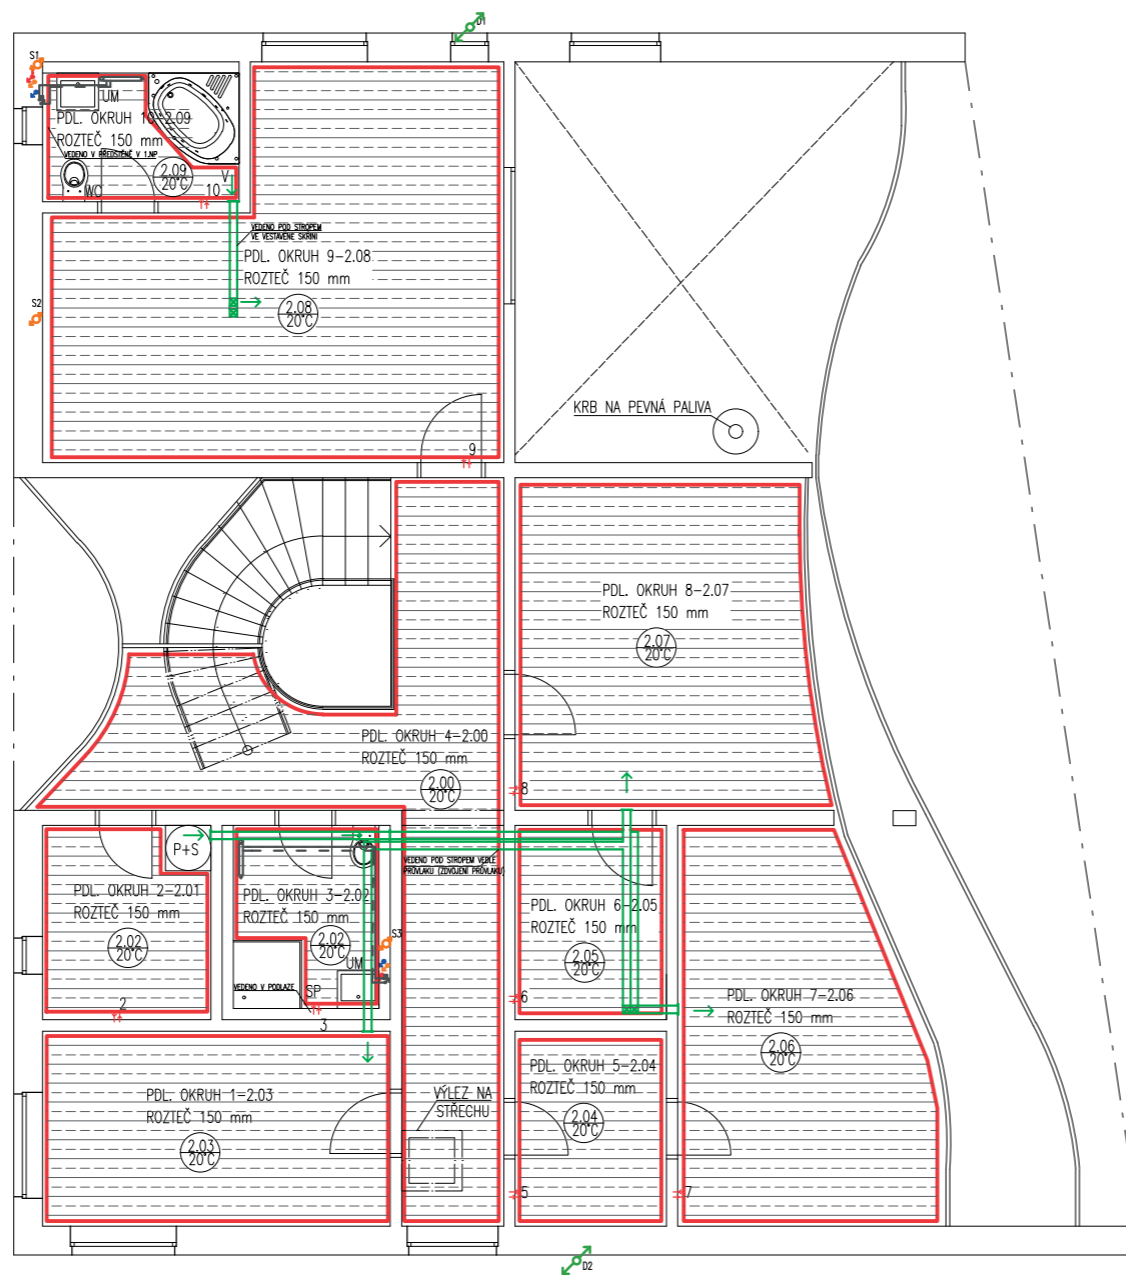 D1
S1
UM
PDL. OKRUH 10-2.09
ROZTEČ 150 mm
VEDENO V PŘEDSTĚNĚ V 1.NP
2.09
20°C
WC
10
V
VEDENO POD STROPEM
VE VESTAVĚNÉ SKŘÍNI
PDL. OKRUH 9-2.08
ROZTEČ 150 mm
2.08
20°C
S2
KRB NA PEVNÁ PALIVA
9
PDL. OKRUH 8-2.07
ROZTEČ 150 mm
2.07
20°C
PDL. OKRUH 4-2.00
ROZTEČ 150 mm
2.00
20°C
8
P+S
VEDENO POD STROPEM VEDLE
PRŮVLAKU (ZDVOJENÍ PRŮVLAKU)
PDL. OKRUH 2-2.01
ROZTEČ 150 mm
2.02
20°C
2
PDL. OKRUH 3-2.02
ROZTEČ 150 mm
2.02
20°C
S3
UM
VEDENO V PODLAZE
SP
3
PDL. OKRUH 6-2.05
ROZTEČ 150 mm
2.05
20°C
6
PDL. OKRUH 7-2.06
ROZTEČ 150 mm
2.06
20°C
PDL. OKRUH 1-2.03
ROZTEČ 150 mm
2.03
20°C
VÝLEZ NA
STŘECHU
PDL. OKRUH 5-2.04
ROZTEČ 150 mm
2.04
20°C
5
7
D2